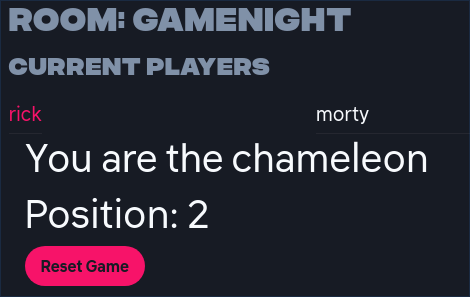 ROOM: GAMENIGHT
CURRENT PLAYERS
rick morty
You are the chameleon
Position: 2
Reset Game